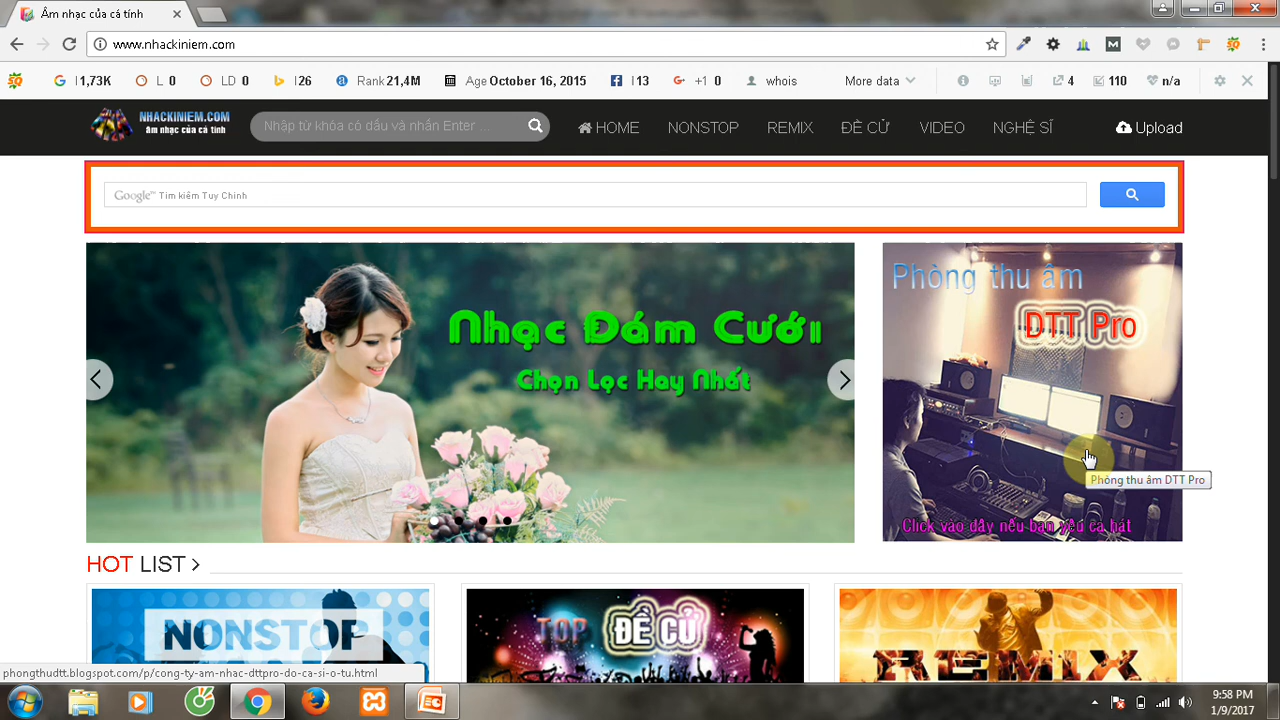 Âm nhạc của cá tính
www.nhackiniem.com
I 1,73K
L 0
LD 0
I 26
Rank 21,4M
Age October 16, 2015
I 13
+1 0
whois
More data
4
110
n/a
NHACKINIEM.COM
âm nhạc của cá tính
Nhập từ khóa có dấu và nhấn Enter ...
HOME
NONSTOP
REMIX
ĐỀ CỬ
VIDEO
NGHỆ SĨ
Upload
Google™ Tìm kiếm Tùy Chỉnh
Nhạc Đám Cưới
Chọn Lọc Hay Nhất
Phòng thu âm
DTT Pro
Phòng thu âm DTT Pro
Click vào đây nếu bạn yêu ca hát
HOT LIST
NONSTOP
TOP ĐỀ CỬ
REMIX
phongthudtt.blogspot.com/p/cong-ty-am-nhac-dttpro-do-ca-si-o-tu.html
9:58 PM
1/9/2017